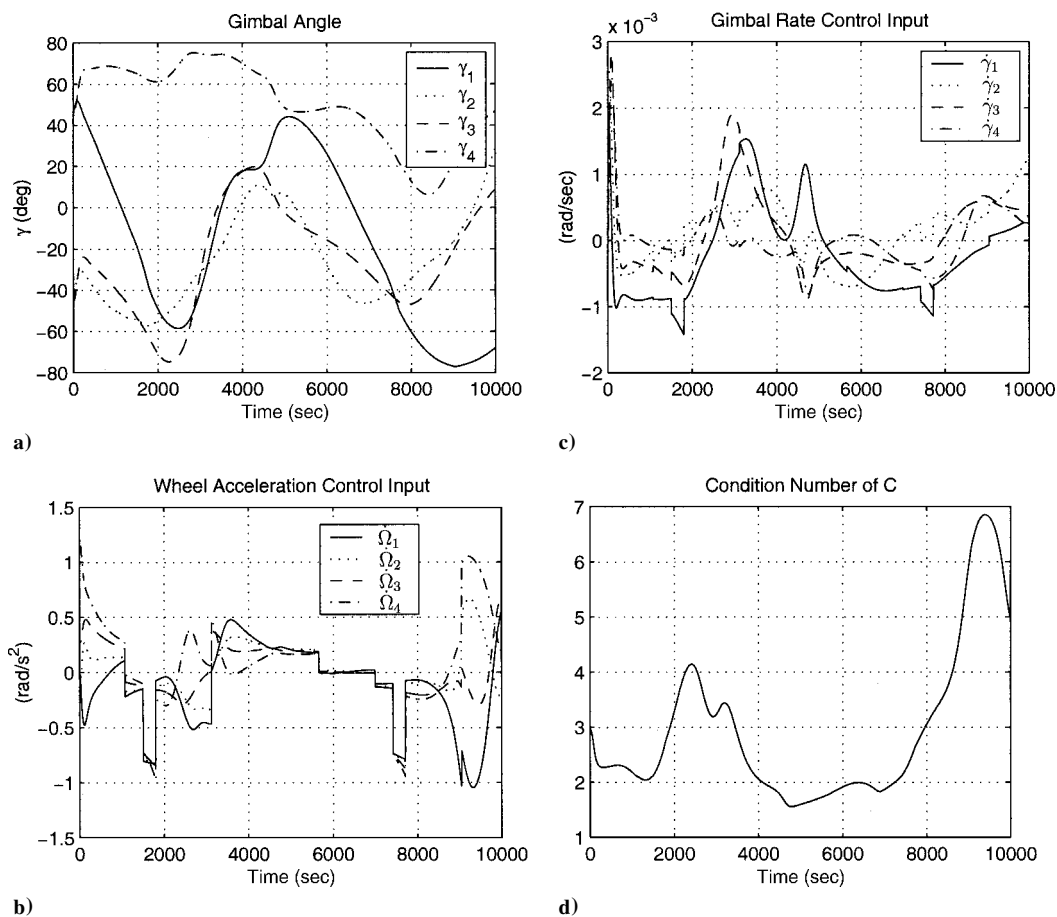 Gimbal Angle
80
60
40
20
0
−20
−40
−60
−80
γ (deg)
γ1
γ2
γ3
γ4
0 2000 4000 6000 8000 10000
Time (sec)
a)
Gimbal Rate Control Input
x 10−3
3
2
1
0
−1
−2
(rad/sec)
γ̇1
γ̇2
γ̇3
γ̇4
0 2000 4000 6000 8000 10000
Time (sec)
c)
Wheel Acceleration Control Input
1.5
1
0.5
0
−0.5
−1
−1.5
(rad/s2)
Ω̇1
Ω̇2
Ω̇3
Ω̇4
0 2000 4000 6000 8000 10000
Time (sec)
b)
Condition Number of C
7
6
5
4
3
2
1
0 2000 4000 6000 8000 10000
Time (sec)
d)